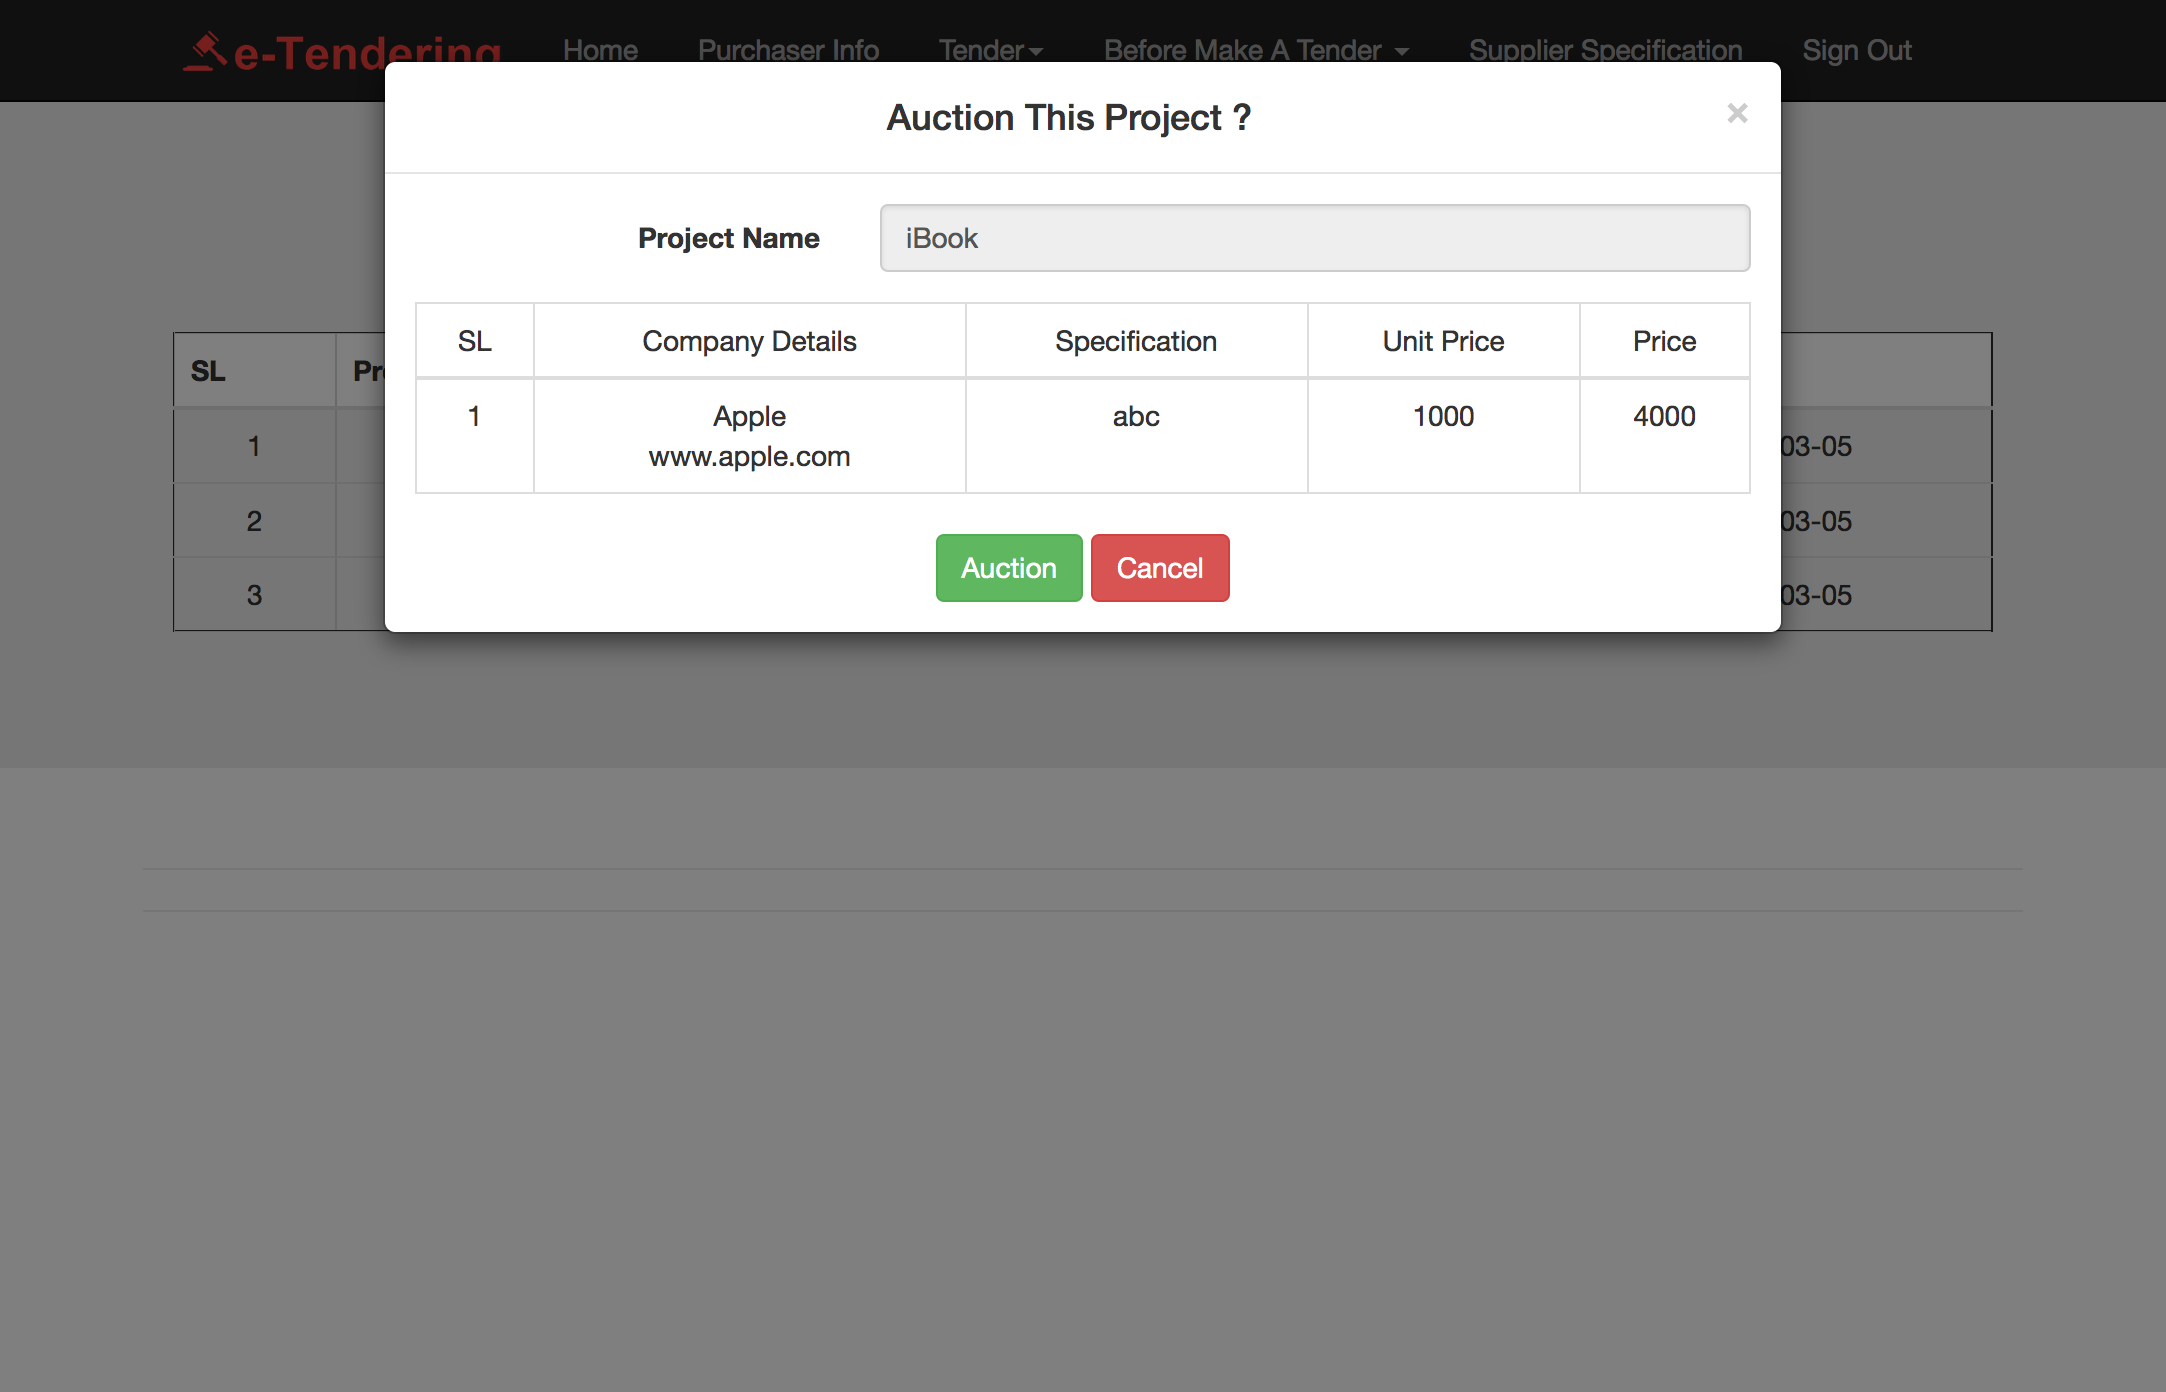 e-Tendering Home Purchaser Info Tender Before Make A Tender Supplier Specification Sign Out
Auction This Project ?
×
Project Name iBook
SL Company Details Specification Unit Price Price
1 Apple abc 1000 4000
www.apple.com
Auction Cancel
SL
1 03-05
2 03-05
3 03-05